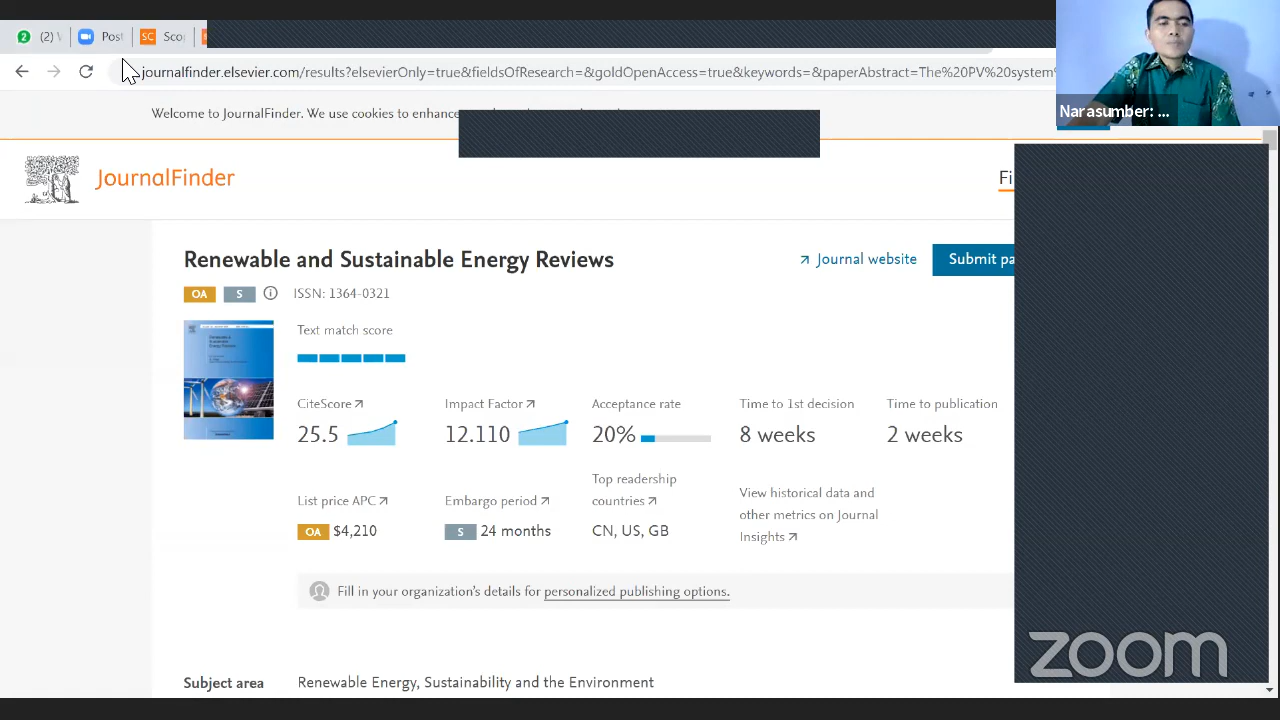 (2)
Post
Sco
journalfinder.elsevier.com/results?elsevierOnly=true&fieldsOfResearch=&goldOpenAccess=true&keywords=&paperAbstract=The%20PV%20system
Narasumber: ...
Welcome to JournalFinder. We use cookies to enhance
JournalFinder
Fi
Renewable and Sustainable Energy Reviews
Journal website
Submit pa
OA S ISSN: 1364-0321
Text match score
CiteScore Impact Factor Acceptance rate Time to 1st decision Time to publication
25.5 12.110 20% 8 weeks 2 weeks
List price APC Embargo period Top readership countries View historical data and other metrics on Journal Insights
OA $4,210 S 24 months CN, US, GB
Fill in your organization's details for personalized publishing options.
zoom
Subject area Renewable Energy, Sustainability and the Environment